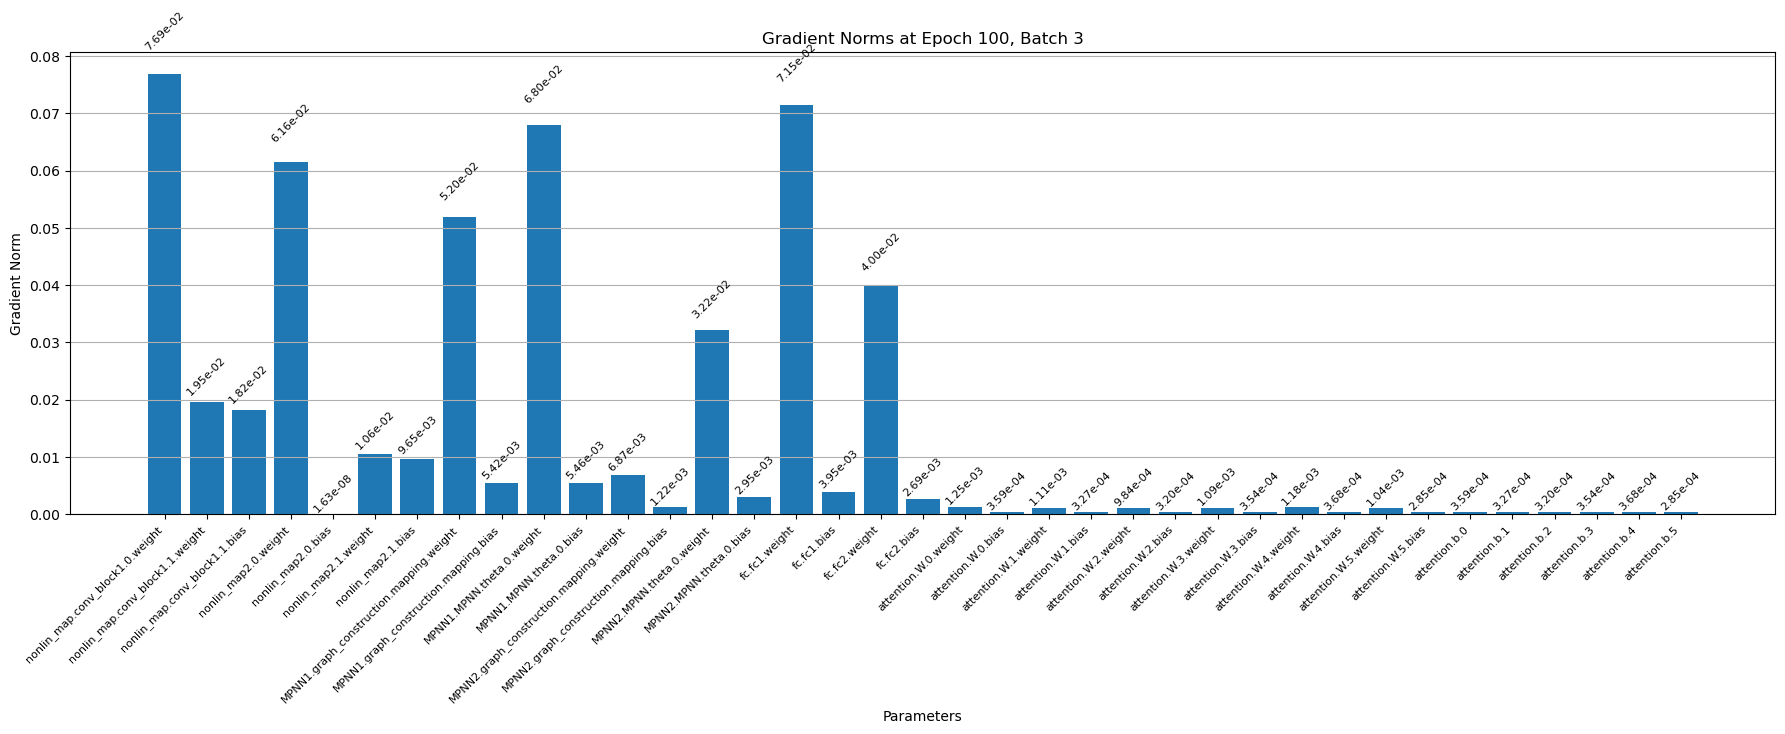 Gradient Norms at Epoch 100, Batch 3
Gradient Norm
0.08
0.07
0.06
0.05
0.04
0.03
0.02
0.01
0.00
7.69e-02
1.95e-02
1.82e-02
6.16e-02
1.63e-08
1.06e-02
9.65e-03
5.20e-02
5.42e-03
6.80e-02
5.46e-03
6.87e-03
1.22e-03
3.22e-02
2.95e-03
7.15e-02
3.95e-03
4.00e-02
2.69e-03
1.25e-03
3.59e-04
1.11e-03
3.27e-04
9.84e-04
3.20e-04
1.09e-03
3.54e-04
1.18e-03
3.68e-04
1.04e-03
2.85e-04
3.59e-04
3.27e-04
3.20e-04
3.54e-04
3.68e-04
2.85e-04
nonlin_map.conv_block1.0.weight
nonlin_map.conv_block1.1.weight
nonlin_map.conv_block1.1.bias
nonlin_map2.0.weight
nonlin_map2.0.bias
nonlin_map2.1.weight
nonlin_map2.1.bias
MPNN1.graph_construction.mapping.weight
MPNN1.graph_construction.mapping.bias
MPNN1.MPNN.theta.0.weight
MPNN1.MPNN.theta.0.bias
MPNN2.graph_construction.mapping.weight
MPNN2.graph_construction.mapping.bias
MPNN2.MPNN.theta.0.weight
MPNN2.MPNN.theta.0.bias
fc.fc1.weight
fc.fc1.bias
fc.fc2.weight
fc.fc2.bias
attention.W.0.weight
attention.W.0.bias
attention.W.1.weight
attention.W.1.bias
attention.W.2.weight
attention.W.2.bias
attention.W.3.weight
attention.W.3.bias
attention.W.4.weight
attention.W.4.bias
attention.W.5.weight
attention.W.5.bias
attention.b.0
attention.b.1
attention.b.2
attention.b.3
attention.b.4
attention.b.5
Parameters